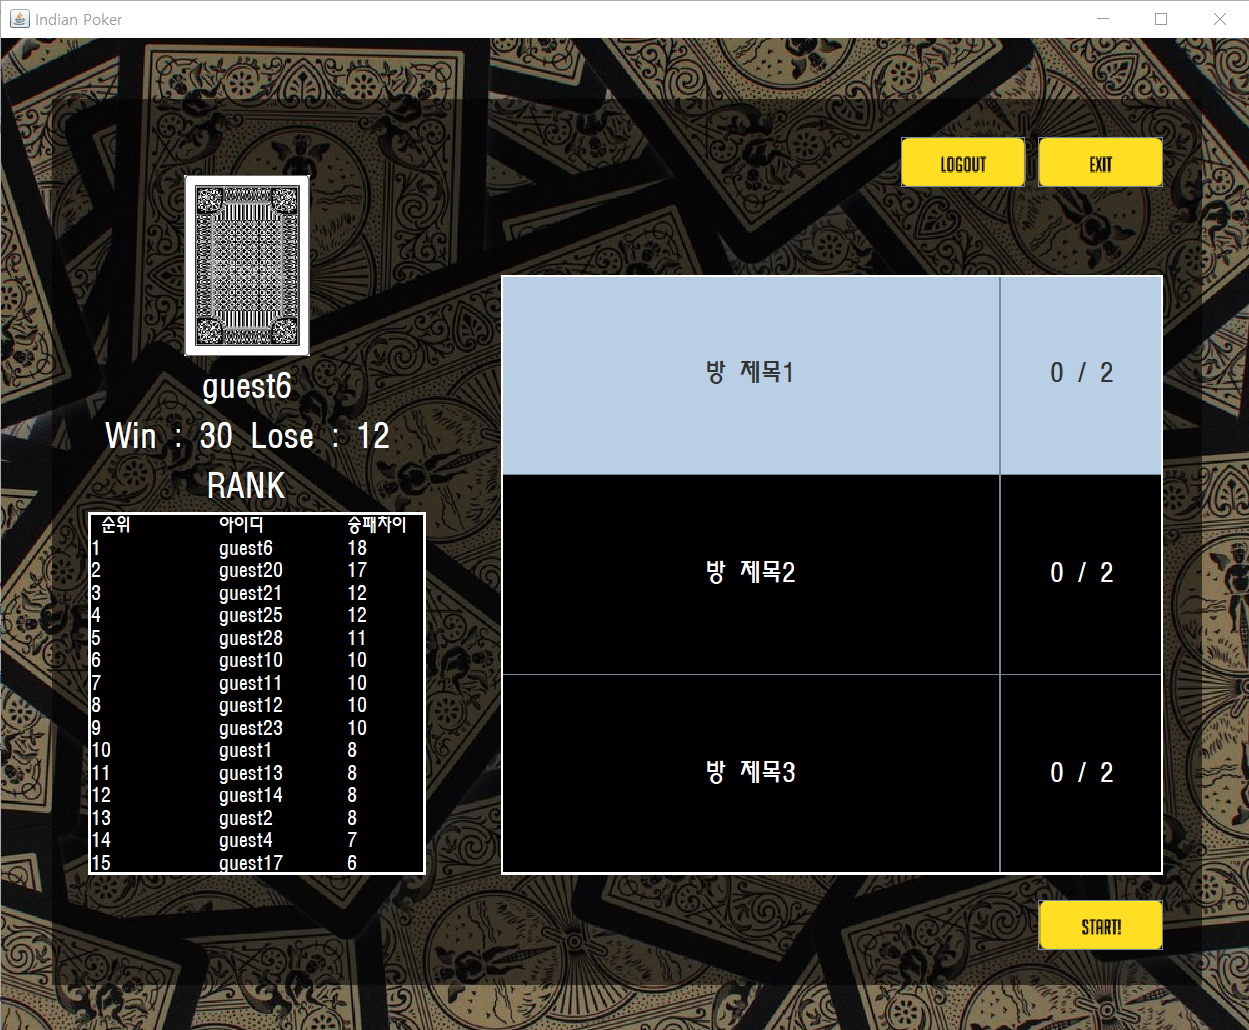 Indian Poker
LOGOUT EXIT
guest6
Win : 30 Lose : 12
RANK
순위 아이디 승패차이
1 guest6 18
2 guest20 17
3 guest21 12
4 guest25 12
5 guest28 11
6 guest10 10
7 guest11 10
8 guest12 10
9 guest23 10
10 guest1 8
11 guest13 8
12 guest14 8
13 guest2 8
14 guest4 7
15 guest17 6
방 제목1 0 / 2
방 제목2 0 / 2
방 제목3 0 / 2
START!